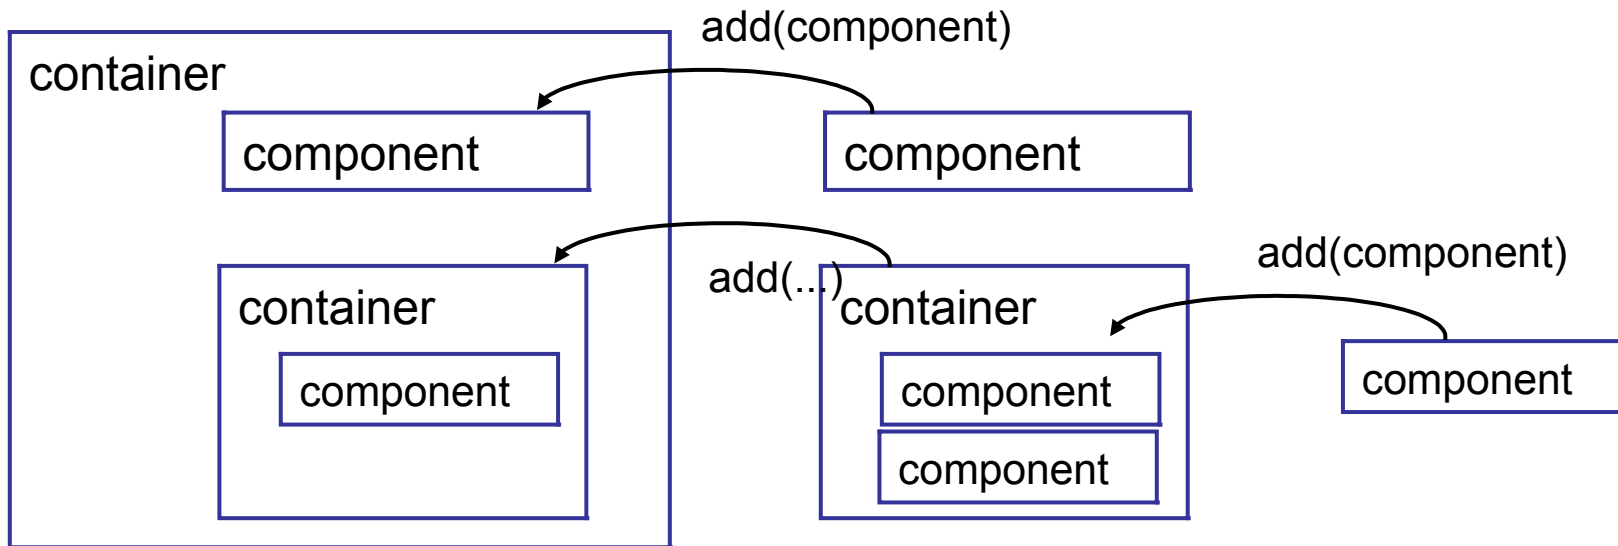 add(component)
container
component
component
add(component)
add(...)
container
container
component
component
component
component